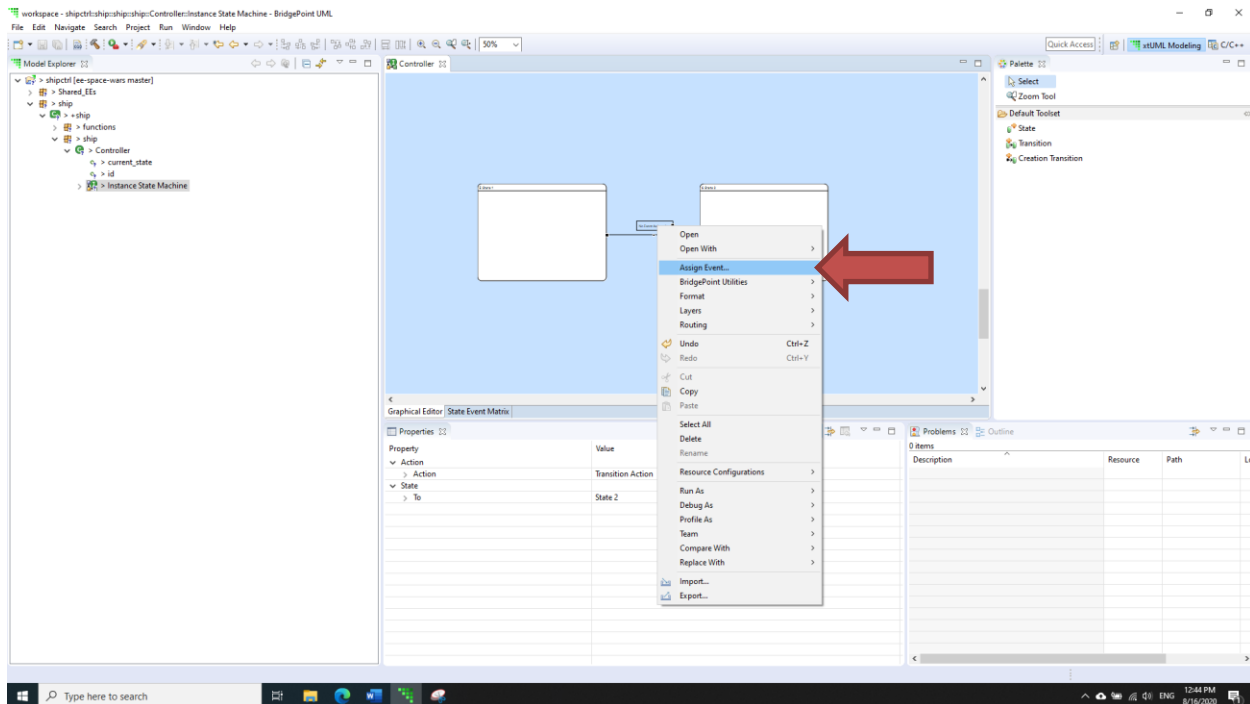 workspace - shipctrl::ship::ship::ship::Controller::Instance State Machine - BridgePoint UML
File Edit Navigate Search Project Run Window Help
50%
Quick Access
xtUML Modeling
C/C++
Model Explorer
> shipctrl [ee-space-wars master]
> Shared_EEs
> ship
> +ship
> functions
> ship
> Controller
> current_state
> id
> Instance State Machine
Controller
Open
Open With
Assign Event...
BridgePoint Utilities
Format
Layers
Routing
Undo Ctrl+Z
Redo Ctrl+Y
Cut
Copy
Paste
Select All
Delete
Rename
Resource Configurations
Run As
Debug As
Profile As
Team
Compare With
Replace With
Import...
Export...
Graphical Editor State Event Matrix
Palette
Select
Zoom Tool
Default Toolset
State
Transition
Creation Transition
Properties
Property Value
Action
Action Transition Action
State
To State 2
Problems Outline
0 items
Description Resource Path
Type here to search
ENG
12:44 PM
8/16/2020